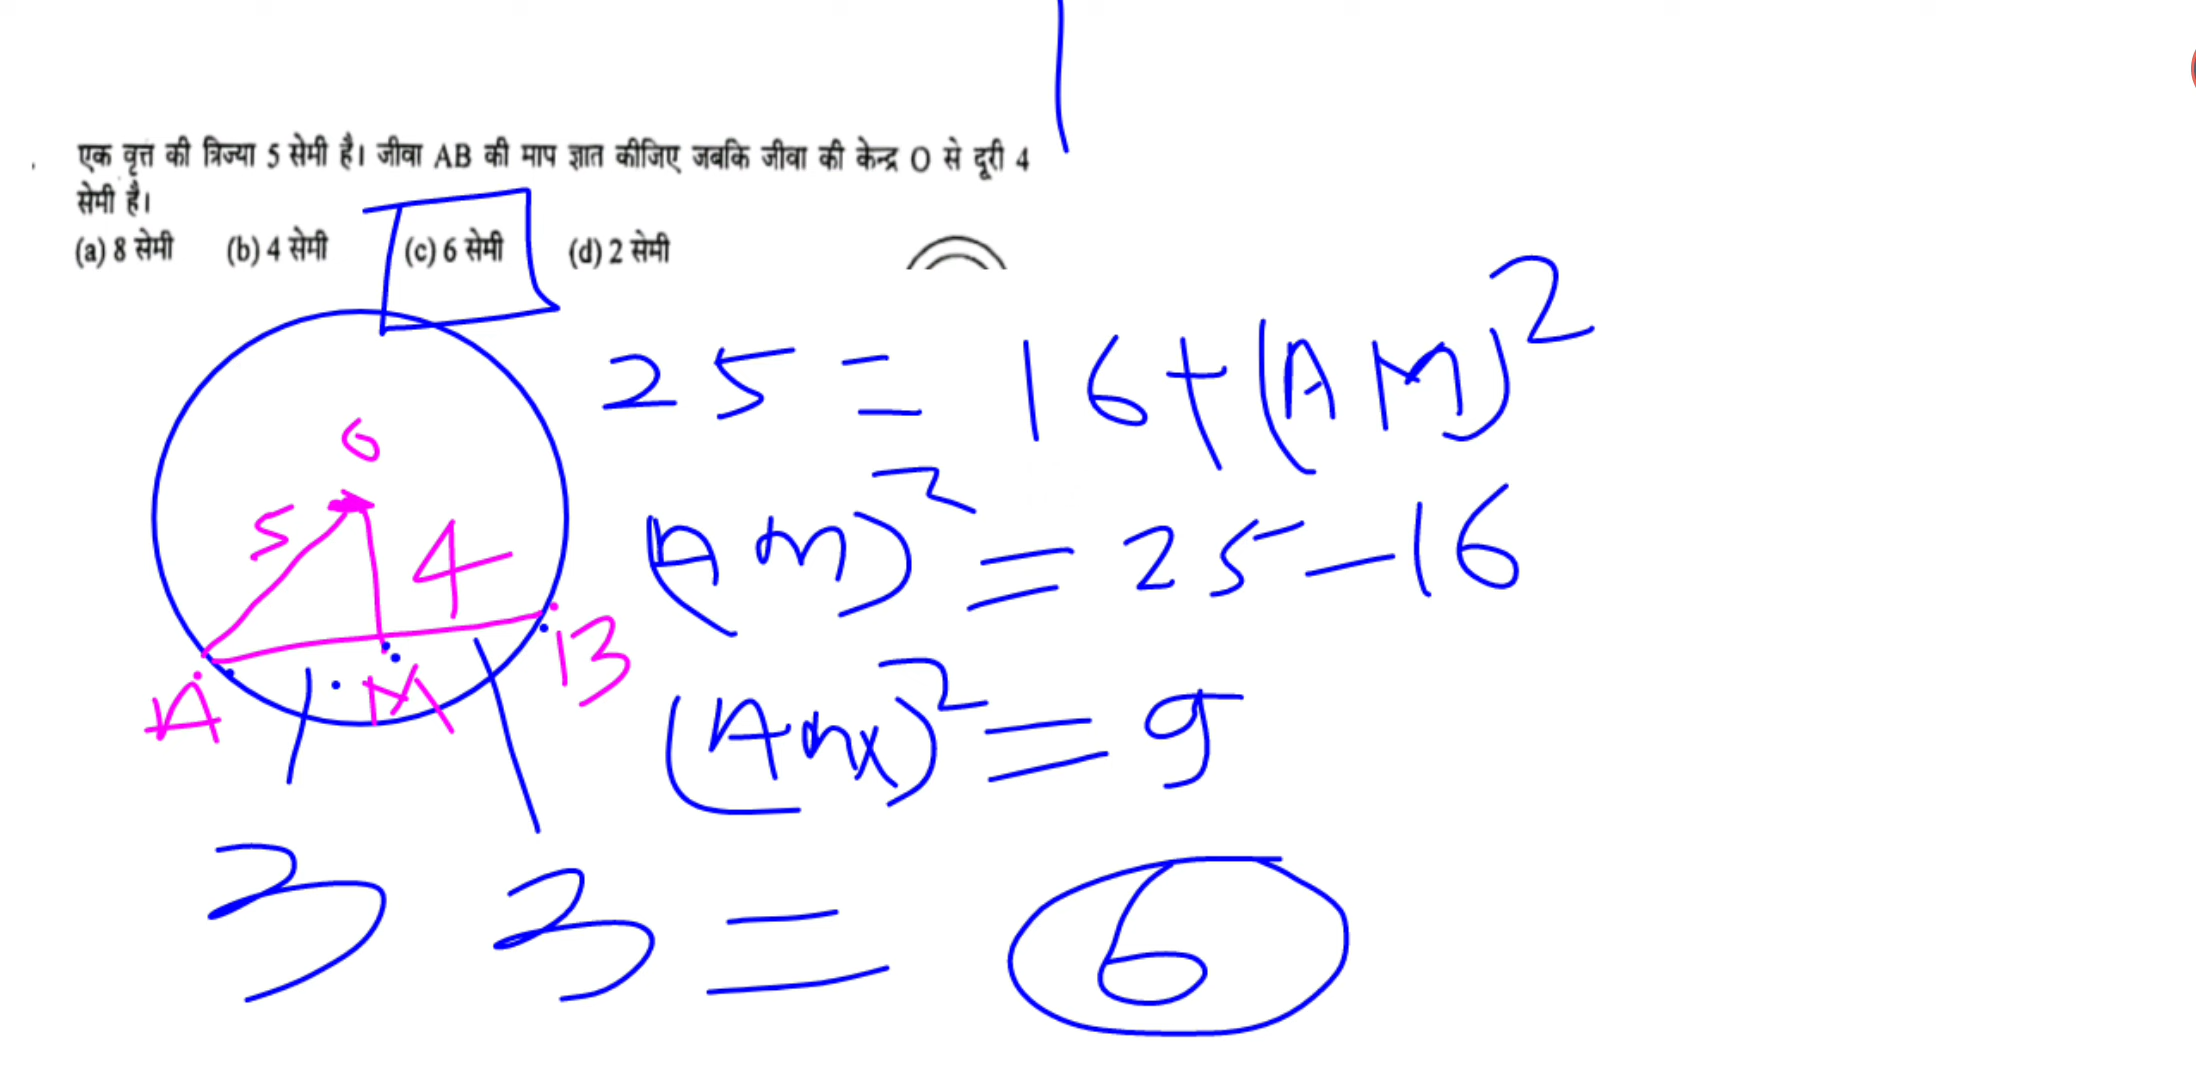 एक वृत्त की त्रिज्या 5 सेमी है। जीवा AB की माप ज्ञात कीजिए जबकि जीवा की केन्द्र O से दूरी 4
सेमी है।
(a) 8 सेमी (b) 4 सेमी (c) 6 सेमी (d) 2 सेमी
25 = 16+(AM)²
O
(AM)² = 25-16
5 4
A M B
(AM)² = 9
3 3 = 6